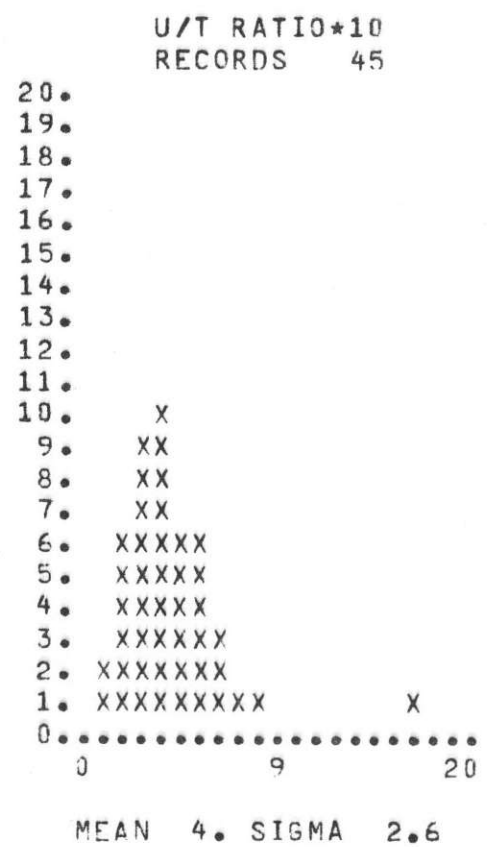 U/T RATIO*10
RECORDS 45
20.
19.
18.
17.
16.
15.
14.
13.
12.
11.
10. X
9. XX
8. XX
7. XX
6. XXXXX
5. XXXXX
4. XXXXX
3. XXXXXX
2. XXXXXXX
1. XXXXXXXXX X
0......................
0 9 20
MEAN 4. SIGMA 2.6